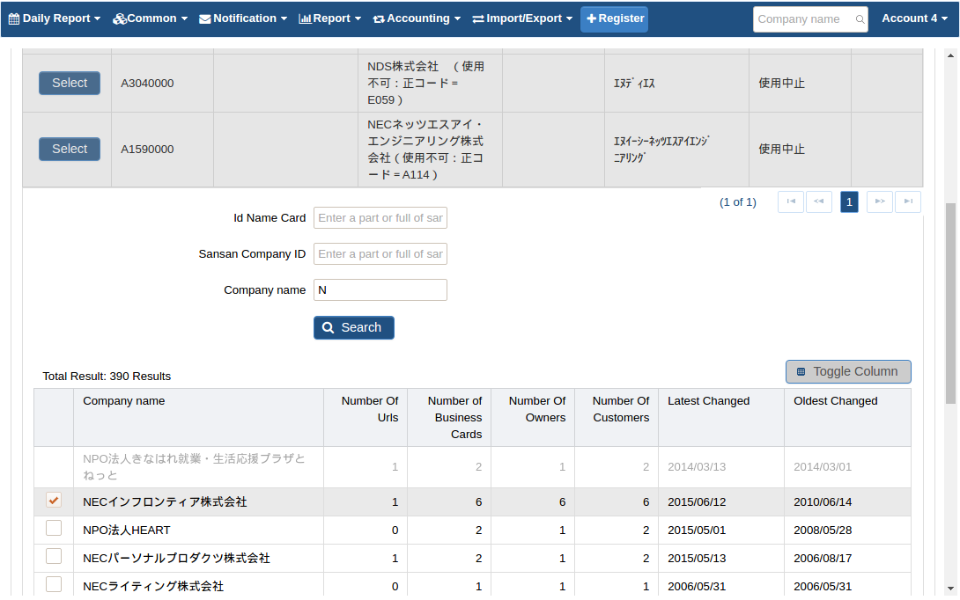 Daily Report Common Notification Report Accounting Import/Export Register Company name Account 4
Select A3040000 NDS株式会社 （使用不可：正コード＝E059） ｴﾇﾃﾞｨｴｽ 使用中止
Select A1590000 NECネッツエスアイ・エンジニアリング株式会社（使用不可：正コード＝A114） ｴﾇｲｰｼｰﾈｯﾂｴｽｱｲｴﾝｼﾞﾆｱﾘﾝｸﾞ 使用中止
(1 of 1) 1
Id Name Card Enter a part or full of sar
Sansan Company ID Enter a part or full of sar
Company name N
Search
Total Result: 390 Results Toggle Column
Company name Number Of Urls Number of Business Cards Number Of Owners Number Of Customers Latest Changed Oldest Changed
NPO法人きなはれ就業・生活応援プラザとねっと 1 2 1 2 2014/03/13 2014/03/01
NECインフロンティア株式会社 1 6 6 6 2015/06/12 2010/06/14
NPO法人HEART 0 2 1 2 2015/05/01 2008/05/28
NECパーソナルプロダクツ株式会社 1 2 1 2 2015/05/13 2006/08/17
NECライティング株式会社 0 1 1 1 2006/05/31 2006/05/31